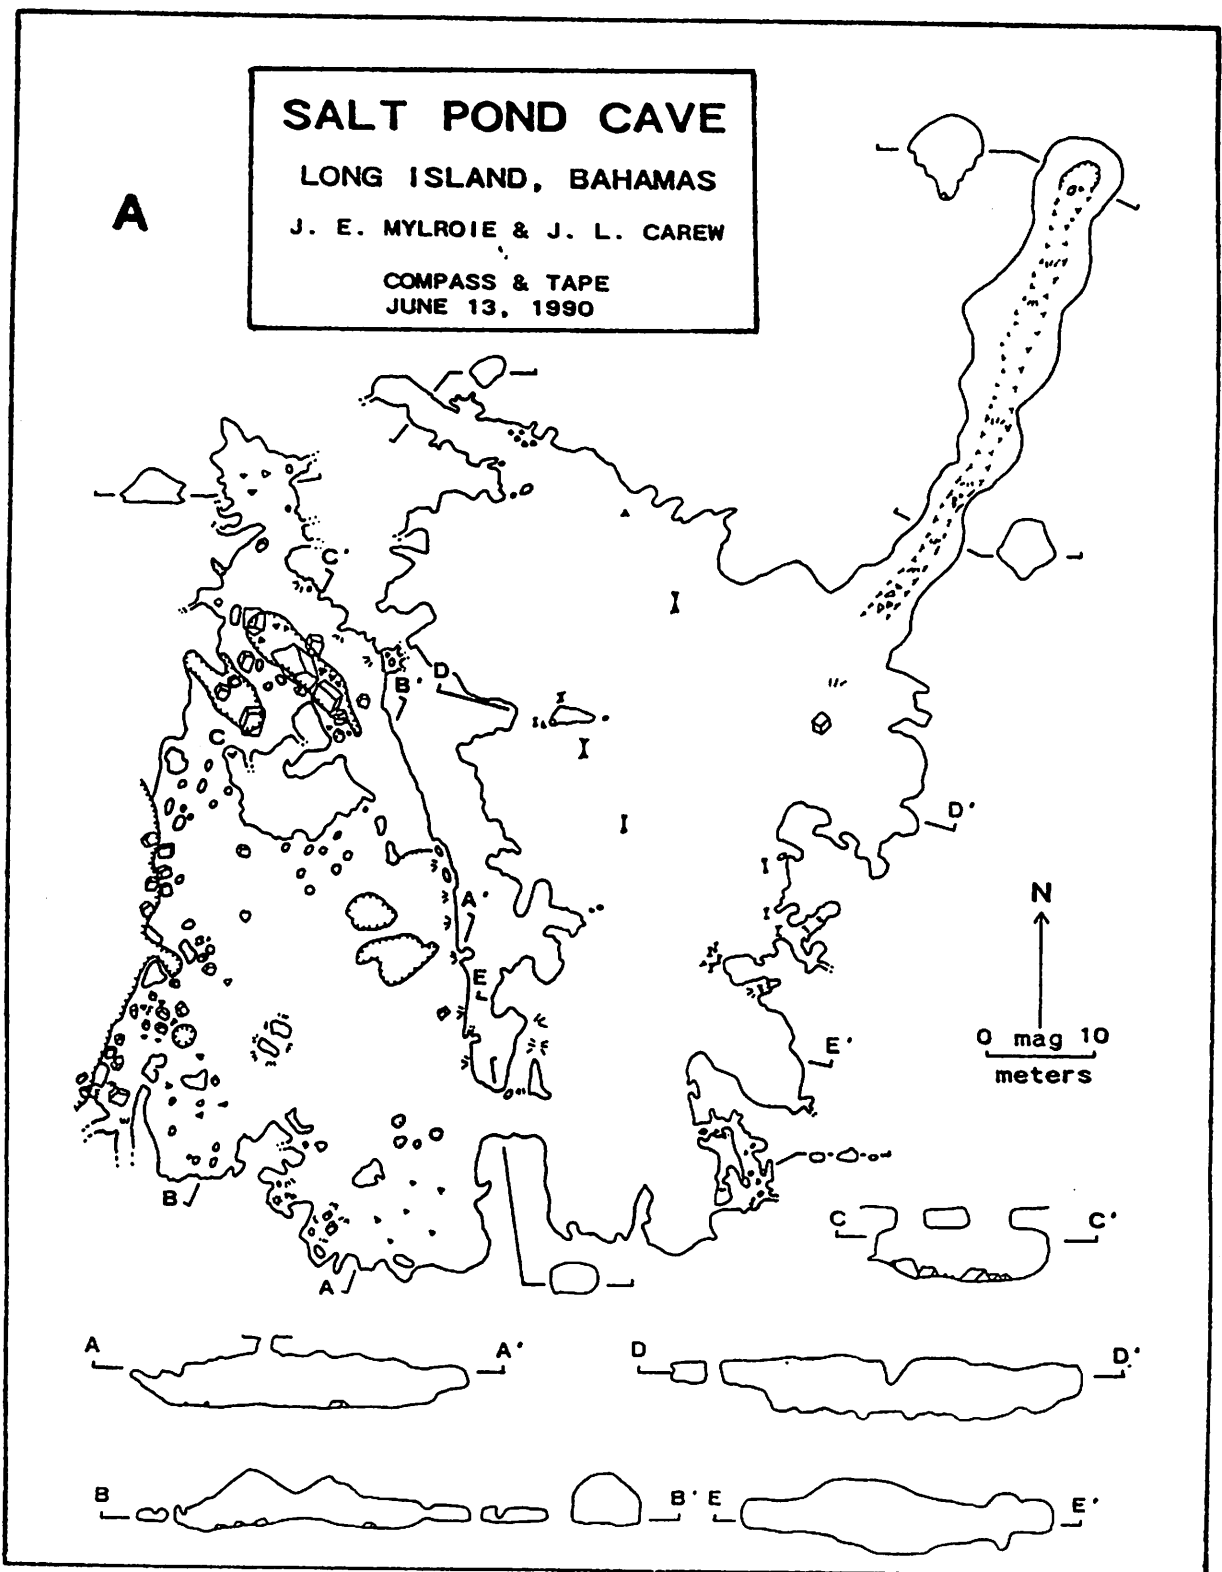 SALT POND CAVE
LONG ISLAND, BAHAMAS
J. E. MYLROIE & J. L. CAREW
COMPASS & TAPE
JUNE 13, 1990
A
C'
D
B'
C
D'
A'
N
E
0 mag 10
meters
E'
B
A
C C'
A A'
D D'
B B'
E E'